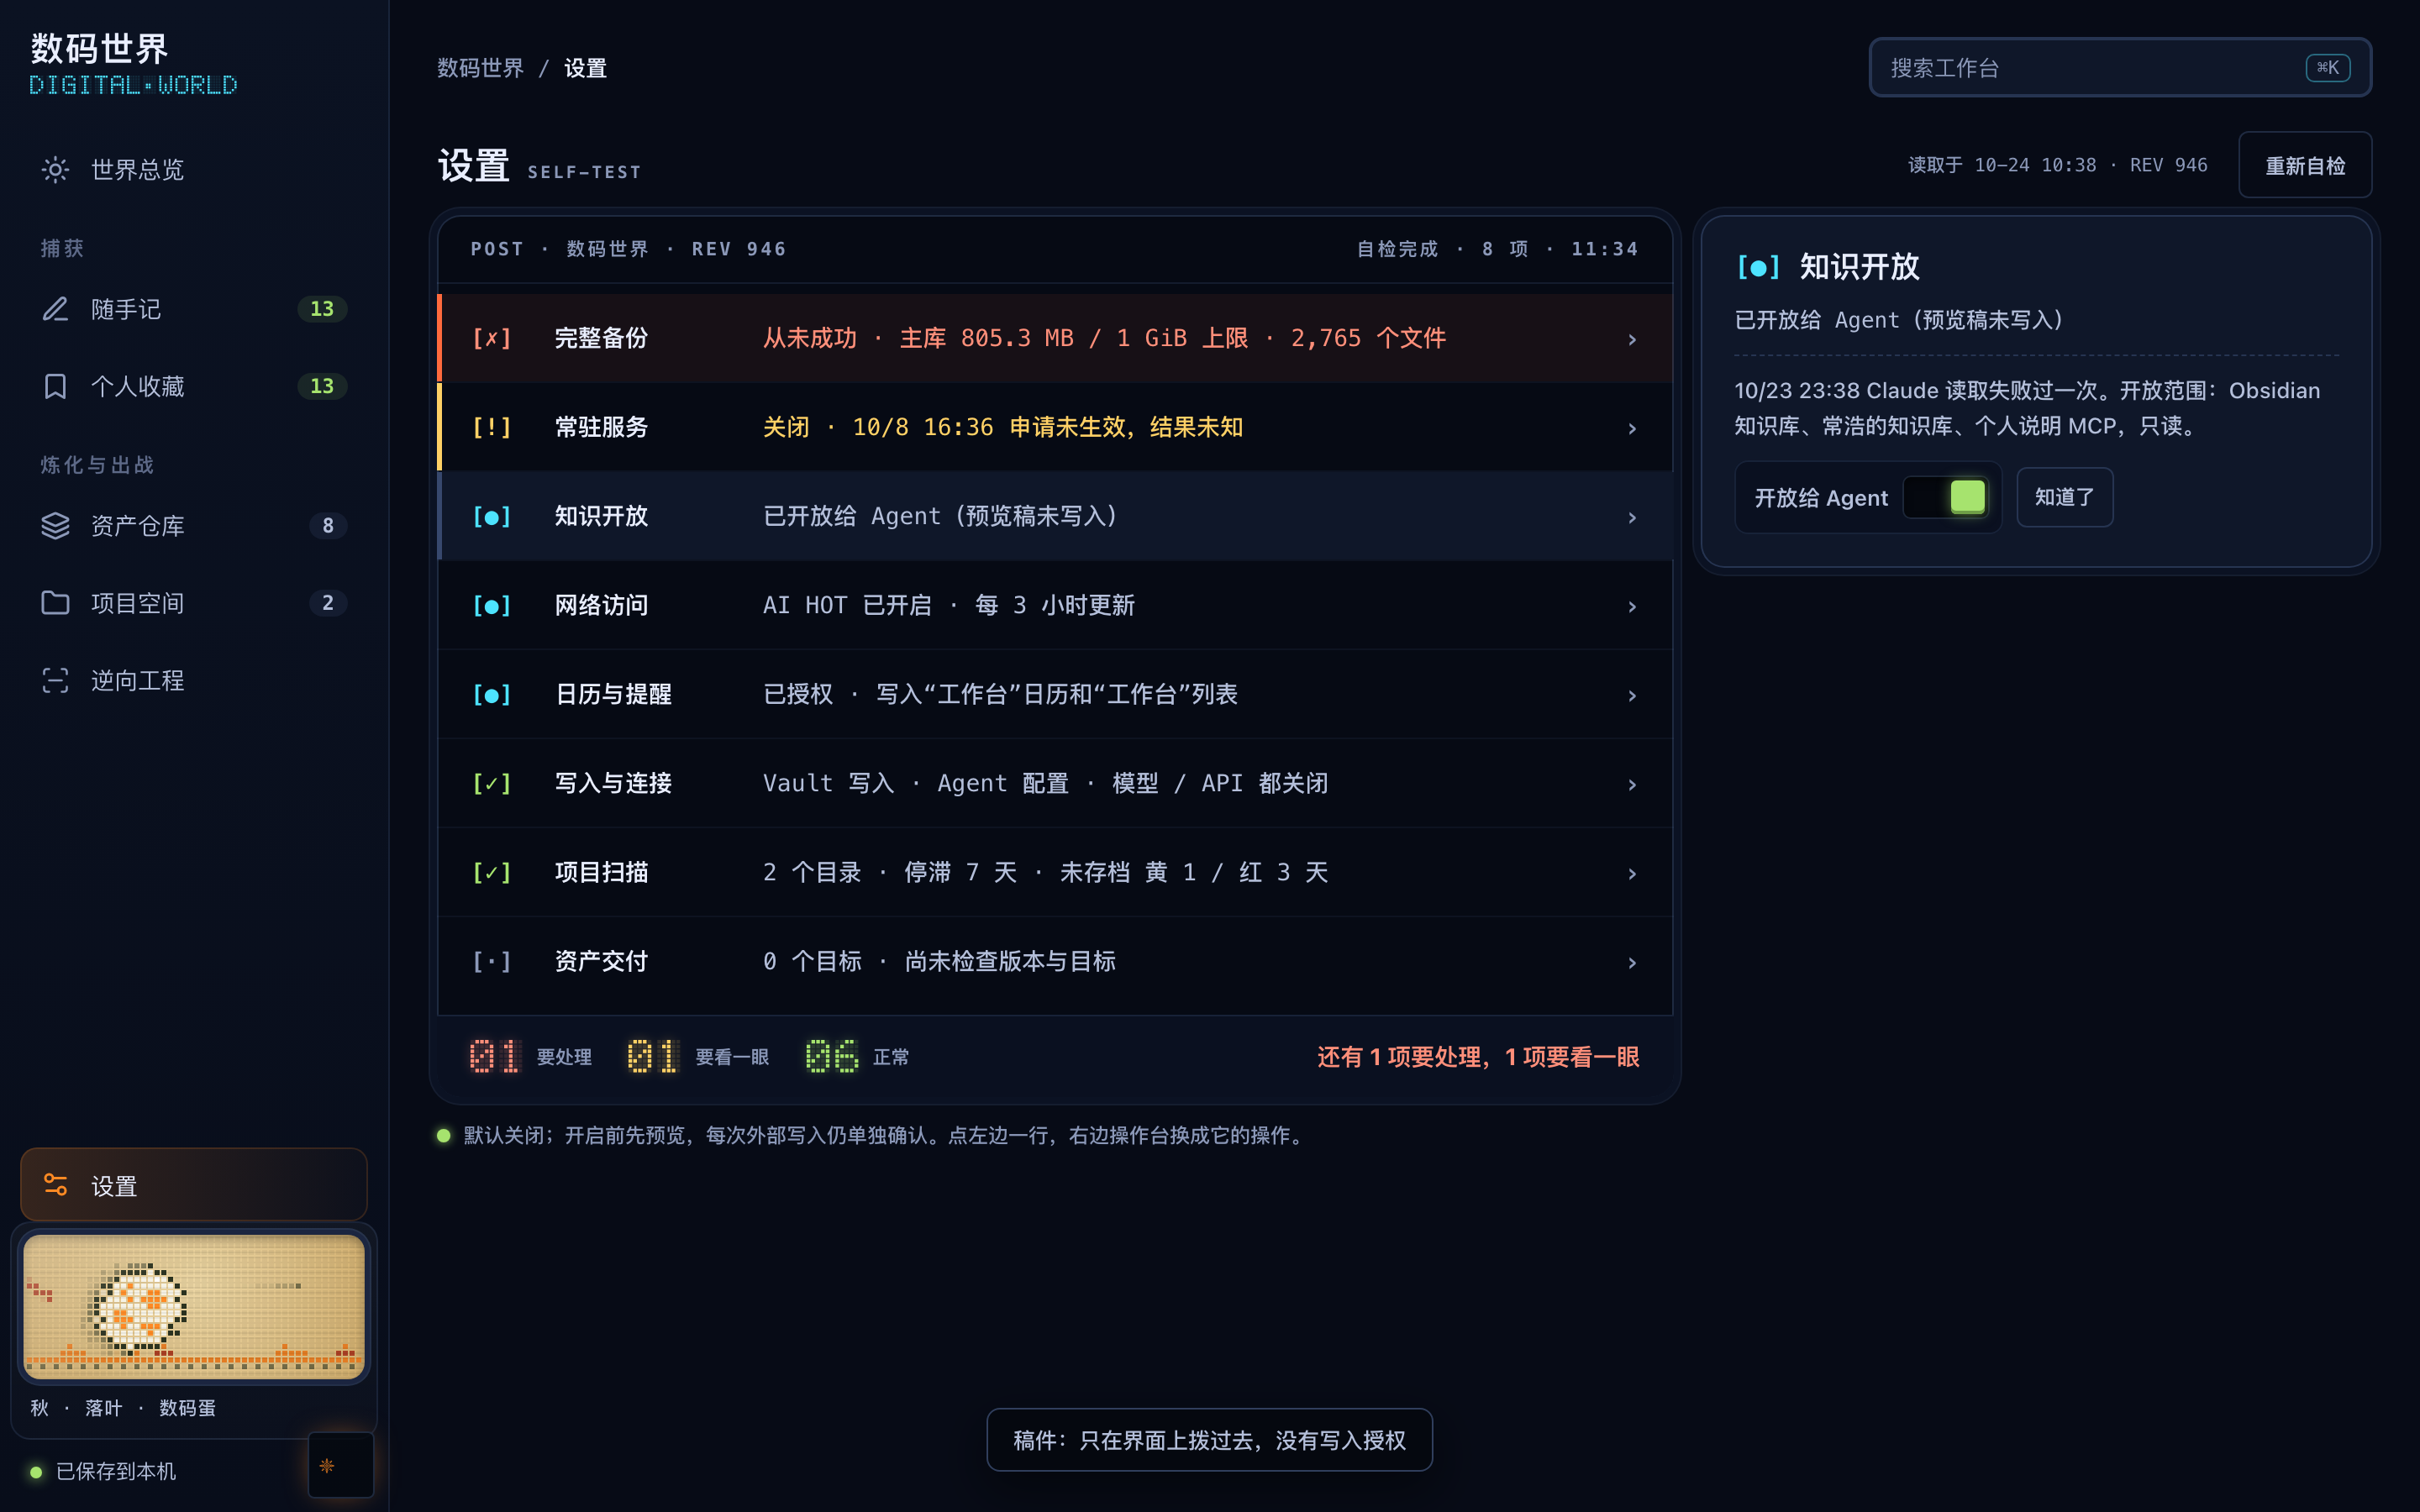 数码世界
DIGITAL·WORLD
世界总览
捕获
随手记 13
个人收藏 13
炼化与出战
资产仓库 8
项目空间 2
逆向工程
设置
秋 · 落叶 · 数码蛋
已保存到本机
数码世界 / 设置
搜索工作台 ⌘K
设置 SELF-TEST
读取于 10-24 10:38 · REV 946
重新自检
POST · 数码世界 · REV 946
自检完成 · 8 项 · 11:34
[✗] 完整备份 从未成功 · 主库 805.3 MB / 1 GiB 上限 · 2,765 个文件 ›
[!] 常驻服务 关闭 · 10/8 16:36 申请未生效，结果未知 ›
[●] 知识开放 已开放给 Agent（预览稿未写入） ›
[●] 网络访问 AI HOT 已开启 · 每 3 小时更新 ›
[●] 日历与提醒 已授权 · 写入“工作台”日历和“工作台”列表 ›
[✓] 写入与连接 Vault 写入 · Agent 配置 · 模型 / API 都关闭 ›
[✓] 项目扫描 2 个目录 · 停滞 7 天 · 未存档 黄 1 / 红 3 天 ›
[·] 资产交付 0 个目标 · 尚未检查版本与目标 ›
01 要处理 01 要看一眼 06 正常
还有 1 项要处理，1 项要看一眼
默认关闭；开启前先预览，每次外部写入仍单独确认。点左边一行，右边操作台换成它的操作。
[●] 知识开放
已开放给 Agent（预览稿未写入）
10/23 23:38 Claude 读取失败过一次。开放范围：Obsidian
知识库、常浩的知识库、个人说明 MCP，只读。
开放给 Agent
知道了
稿件：只在界面上拨过去，没有写入授权